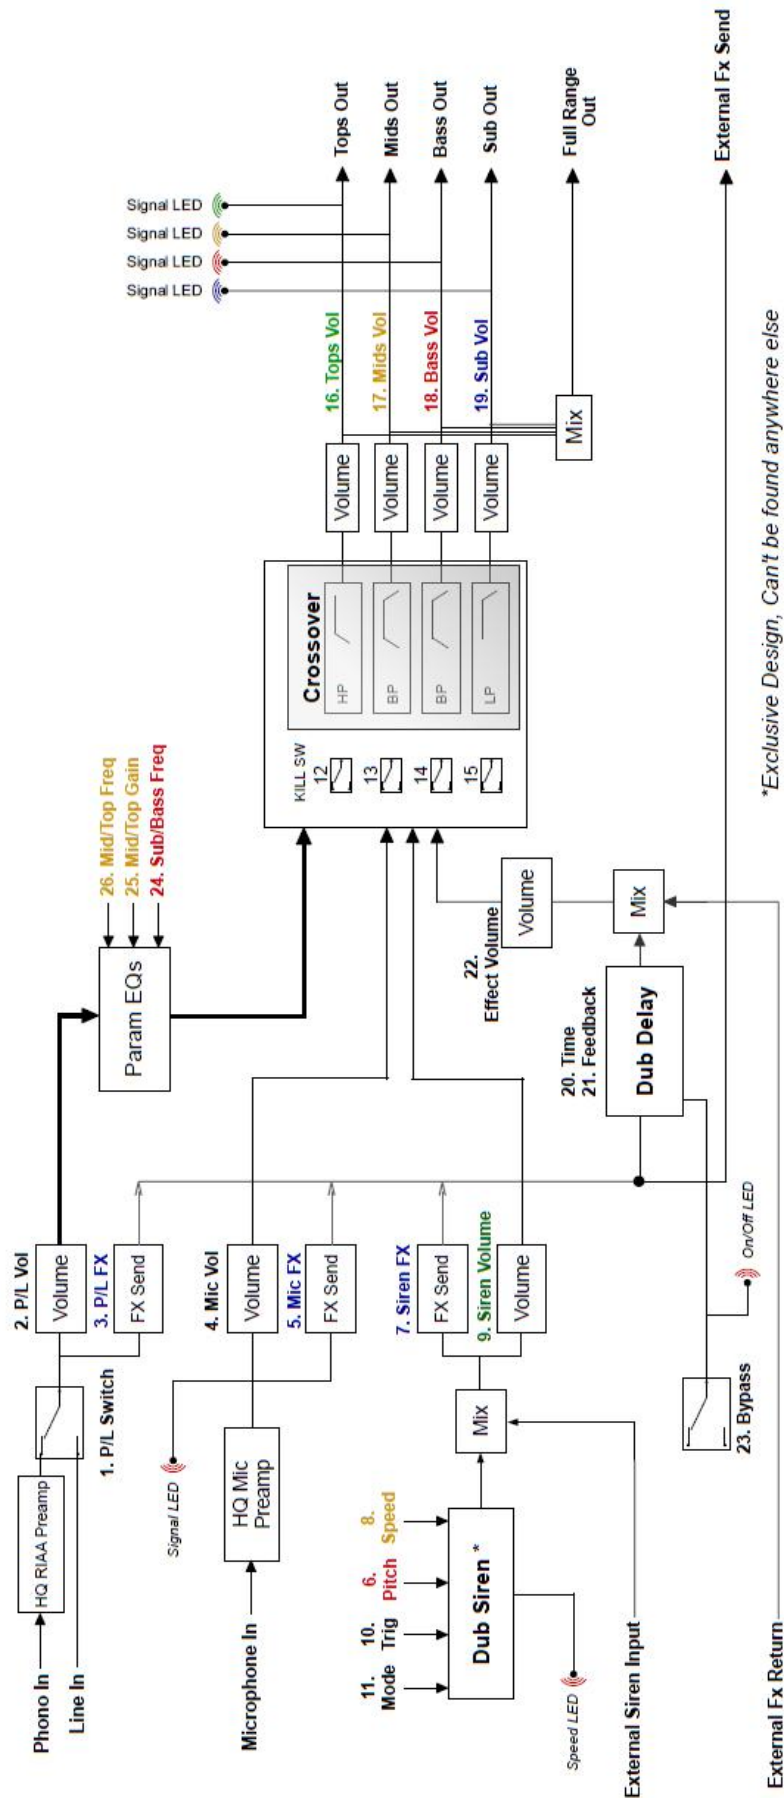 Phono In
Line In
HQ RIAA Preamp
1. P/L Switch
2. P/L Vol
Volume
3. P/L FX
FX Send
Param EQs
26. Mid/Top Freq
25. Mid/Top Gain
24. Sub/Bass Freq
Microphone In
HQ Mic
Preamp
Signal LED
4. Mic Vol
Volume
5. Mic FX
FX Send
11.
Mode
10.
Trig
6.
Pitch
8.
Speed
Dub Siren *
Speed LED
External Siren Input
Mix
7. Siren FX
FX Send
9. Siren Volume
Volume
23. Bypass
On/Off LED
20. Time
21. Feedback
Dub Delay
Mix
22.
Effect Volume
Volume
External Fx Return
KILL SW
12
13
14
15
Crossover
HP
BP
BP
LP
Volume
Volume
Volume
Volume
16. Tops Vol
17. Mids Vol
18. Bass Vol
19. Sub Vol
Mix
Signal LED
Signal LED
Signal LED
Signal LED
Tops Out
Mids Out
Bass Out
Sub Out
Full Range
Out
External Fx Send
*Exclusive Design, Can't be found anywhere else